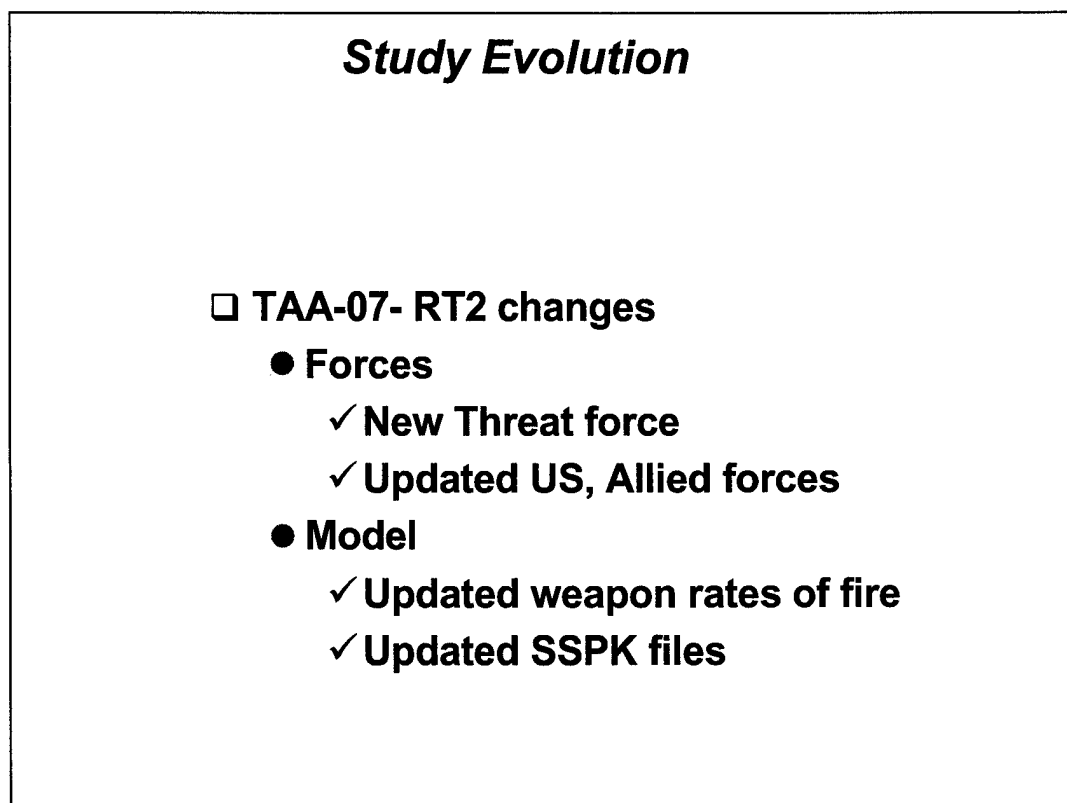 Study Evolution
❑ TAA-07- RT2 changes
● Forces
✓ New Threat force
✓ Updated US, Allied forces
● Model
✓ Updated weapon rates of fire
✓ Updated SSPK files